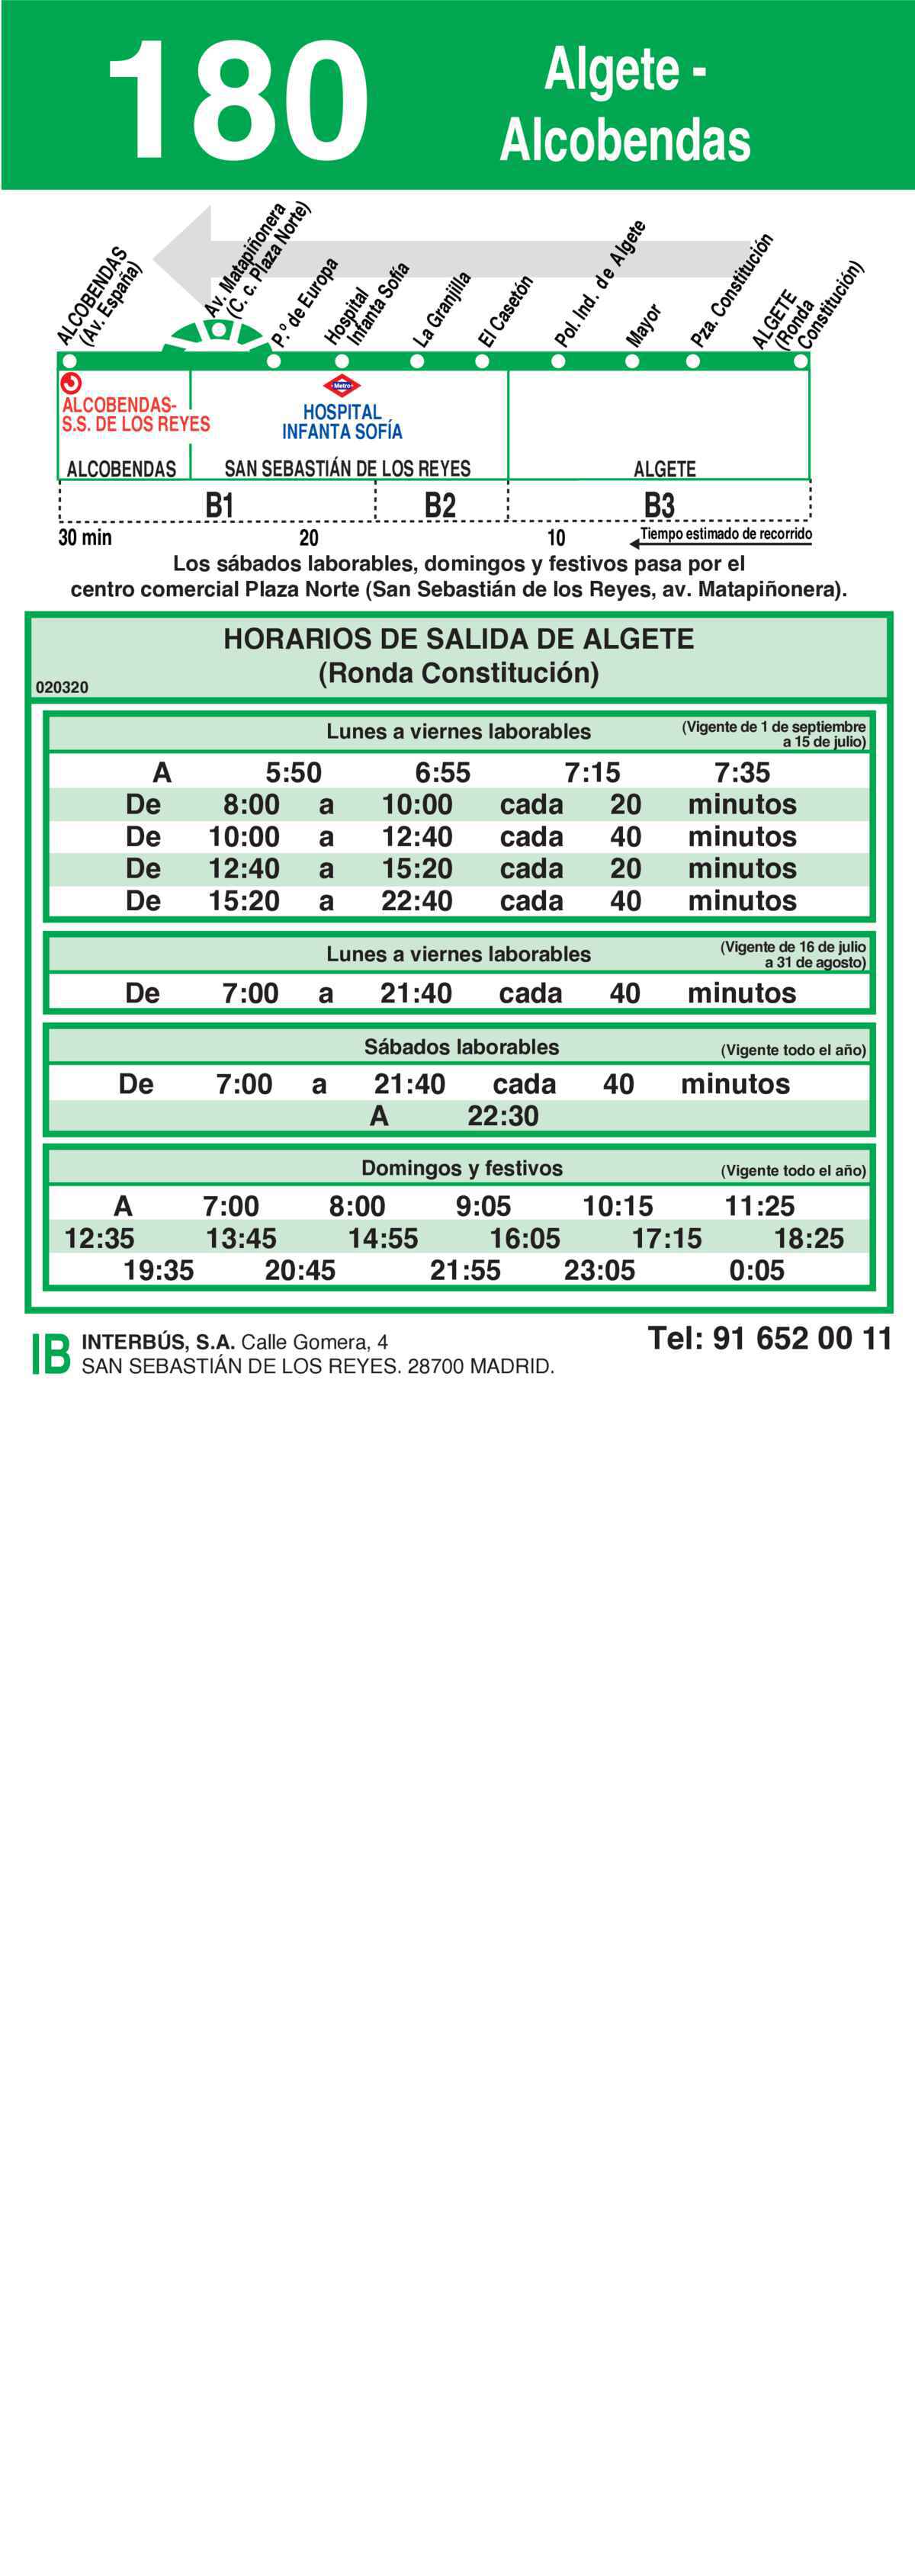 180
Algete -
Alcobendas
ALCOBENDAS
(Av. España)
Av. Matapiñonera
(C. c. Plaza Norte)
P.º de Europa
Hospital
Infanta Sofía
La Granjilla
El Casetón
Pol. Ind. de Algete
Mayor
Pza. Constitución
ALGETE
(Ronda
Constitución)
ALCOBENDAS-
S.S. DE LOS REYES
Metro
HOSPITAL
INFANTA SOFÍA
ALCOBENDAS SAN SEBASTIÁN DE LOS REYES ALGETE
B1 B2 B3
30 min 20 10 Tiempo estimado de recorrido
Los sábados laborables, domingos y festivos pasa por el
centro comercial Plaza Norte (San Sebastián de los Reyes, av. Matapiñonera).
HORARIOS DE SALIDA DE ALGETE
(Ronda Constitución)
020320
Lunes a viernes laborables (Vigente de 1 de septiembre
a 15 de julio)
A 5:50 6:55 7:15 7:35
De 8:00 a 10:00 cada 20 minutos
De 10:00 a 12:40 cada 40 minutos
De 12:40 a 15:20 cada 20 minutos
De 15:20 a 22:40 cada 40 minutos
Lunes a viernes laborables (Vigente de 16 de julio
a 31 de agosto)
De 7:00 a 21:40 cada 40 minutos
Sábados laborables (Vigente todo el año)
De 7:00 a 21:40 cada 40 minutos
A 22:30
Domingos y festivos (Vigente todo el año)
A 7:00 8:00 9:05 10:15 11:25
12:35 13:45 14:55 16:05 17:15 18:25
19:35 20:45 21:55 23:05 0:05
IB
INTERBÚS, S.A. Calle Gomera, 4
SAN SEBASTIÁN DE LOS REYES. 28700 MADRID.
Tel: 91 652 00 11